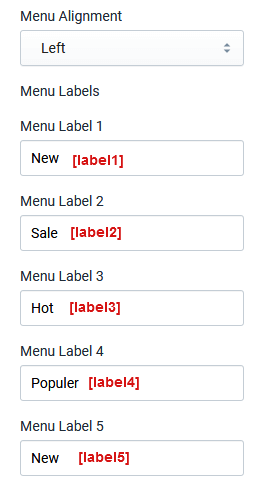 Menu Alignment
Left
Menu Labels
Menu Label 1
New [label1]
Menu Label 2
Sale [label2]
Menu Label 3
Hot [label3]
Menu Label 4
Populer [label4]
Menu Label 5
New [label5]